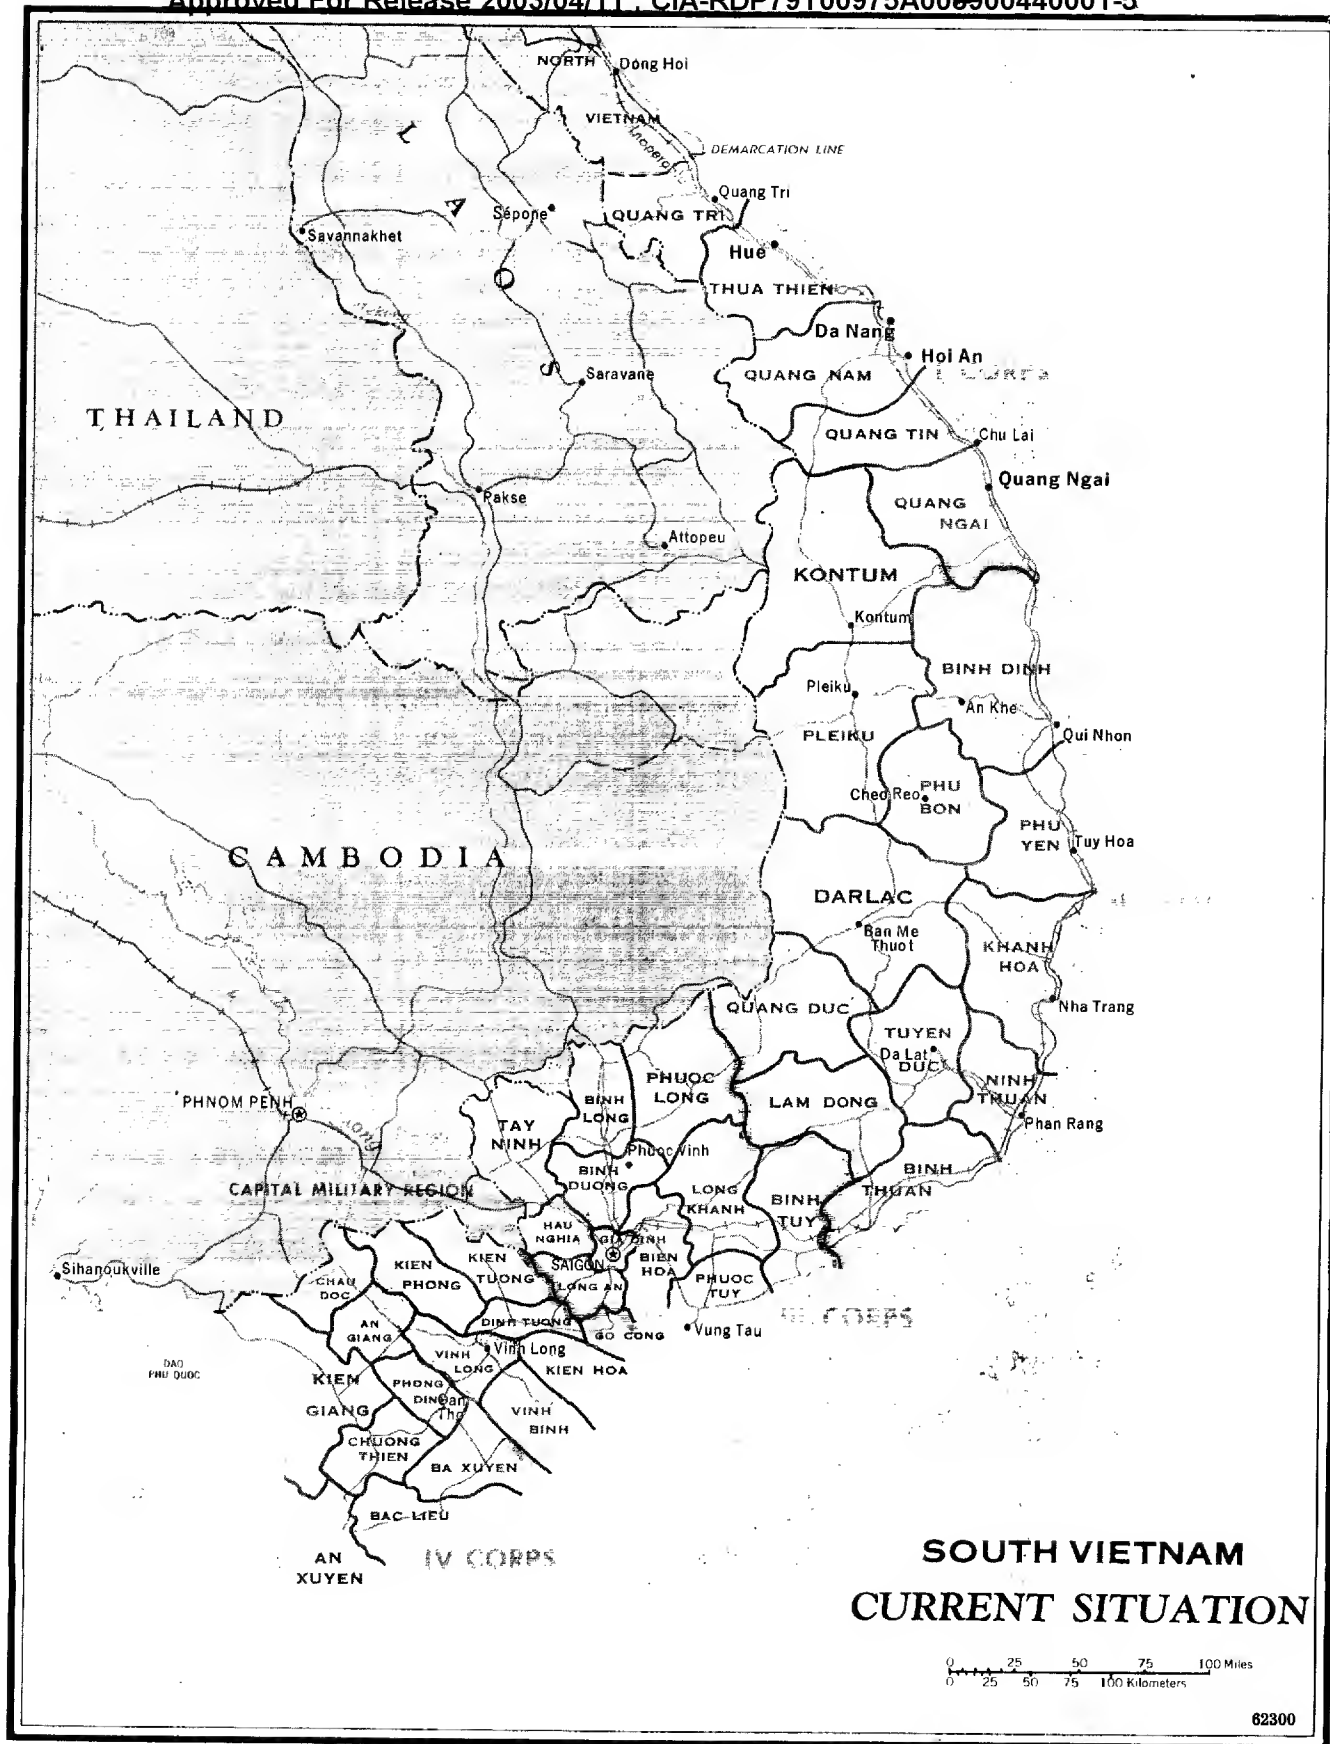 Approved For Release 2003/04/11 : CIA-RDP79T00975A008900440001-5
NORTH
VIETNAM
Dong Hoi
DEMARCATION LINE
LAOS
Quang Tri
Sépone
QUANG TRI
Savannakhet
Hue
THUA THIEN
Da Nang
Hoi An
I CORPS
Saravane
QUANG NAM
THAILAND
QUANG TIN
Chu Lai
Quang Ngai
Pakse
QUANG
NGAI
Attopeu
KONTUM
Kontum
BINH DINH
Pleiku
An Khe
PLEIKU
Qui Nhon
Cheo Reo
PHU
BON
PHU
YEN
Tuy Hoa
CAMBODIA
DARLAC
Ban Me
Thuot
KHANH
HOA
QUANG DUC
Nha Trang
TUYEN
DUC
Da Lat
NINH
THUAN
PHUOC
LONG
BINH
LONG
LAM DONG
PHNOM PENH
TAY
NINH
Phan Rang
Phuoc Vinh
BINH
DUONG
BINH
THUAN
CAPITAL MILITARY REGION
LONG
KHANH
BINH
TUY
HAU
NGHIA
GIA DINH
BIEN
HOA
SAIGON
Sihanoukville
KIEN
PHONG
KIEN
TUONG
CHAU
DOC
LONG AN
PHUOC
TUY
III CORPS
AN
GIANG
DINH TUONG
GO CONG
Vung Tau
VINH
LONG
Vinh Long
KIEN HOA
DAO
PHU QUOC
KIEN
GIANG
PHONG
DINH
Can
Tho
VINH
BINH
CHUONG
THIEN
BA XUYEN
BAC LIEU
AN
XUYEN
IV CORPS
SOUTH VIETNAM
CURRENT SITUATION
0 25 50 75 100 Miles
0 25 50 75 100 Kilometers
62300